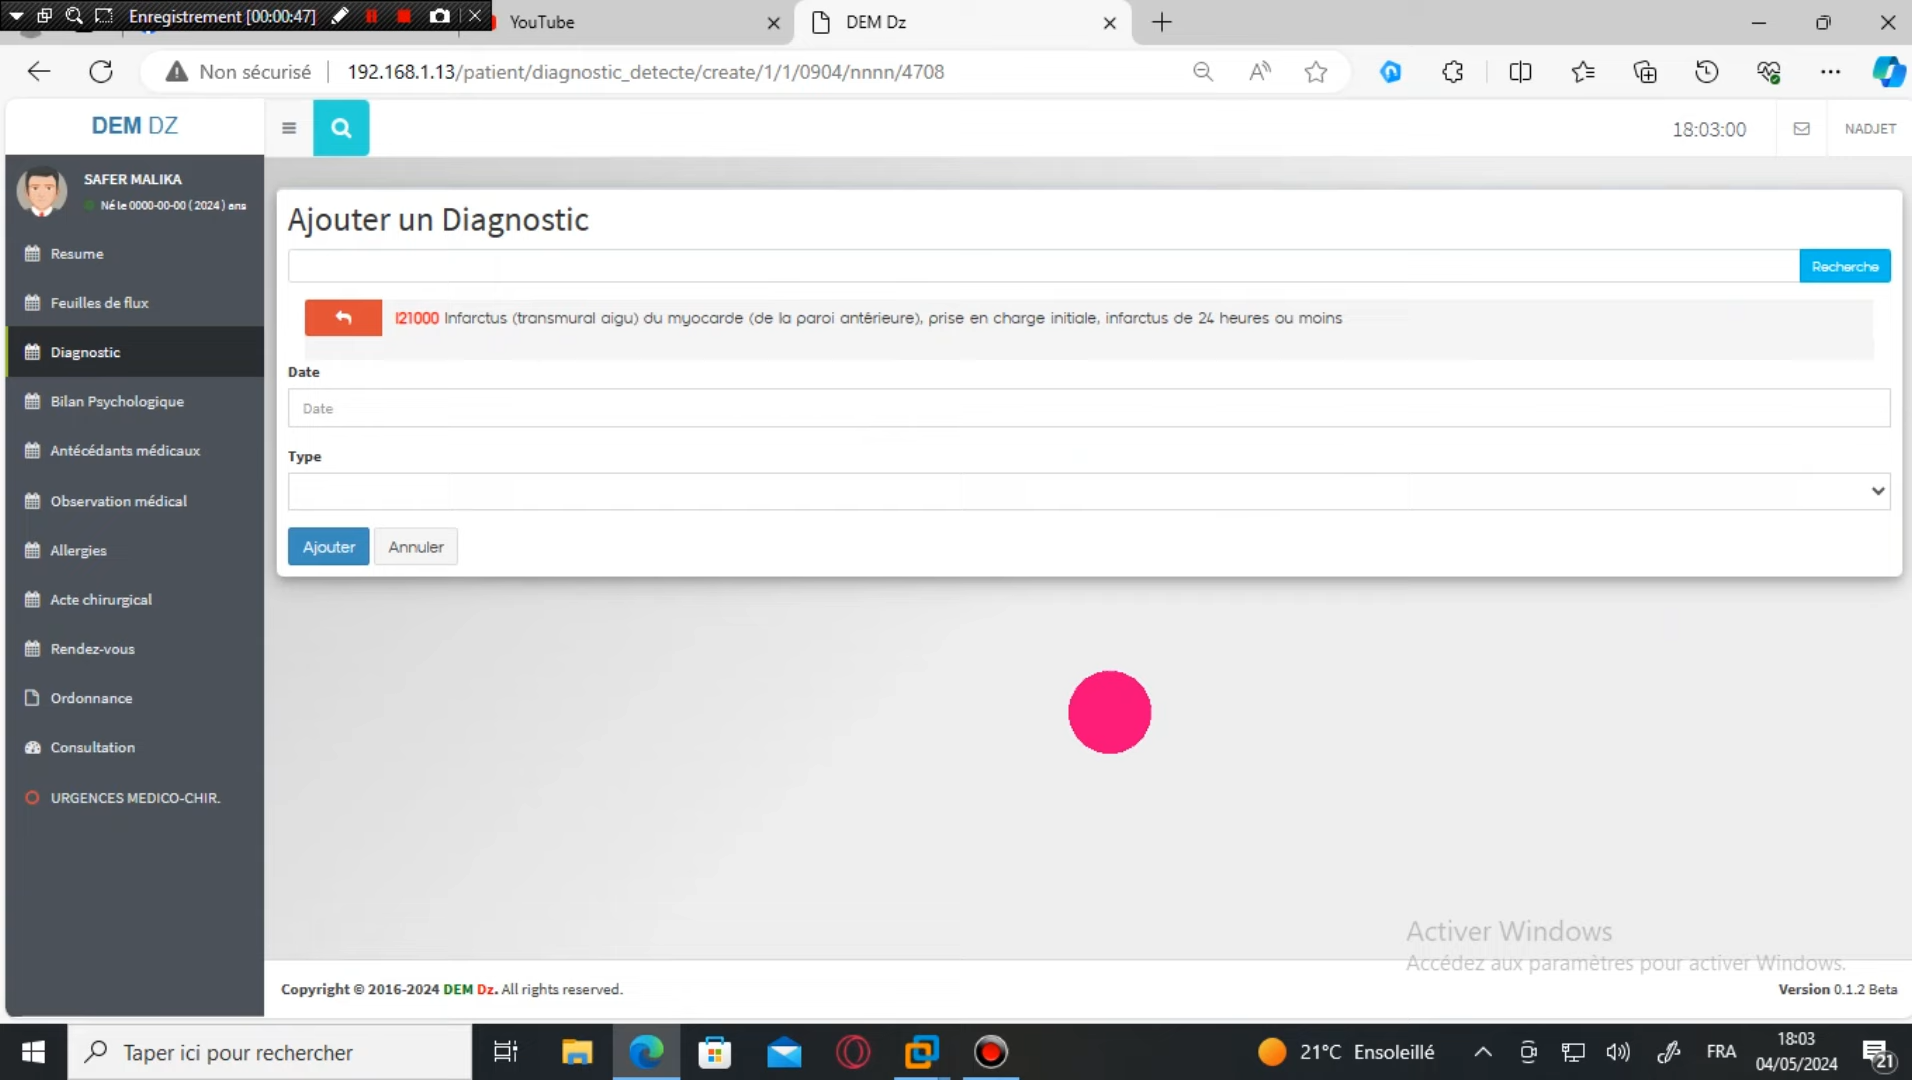 Enregistrement [00:00:47]
YouTube
DEM Dz
Non sécurisé
192.168.1.13/patient/diagnostic_detecte/create/1/1/0904/nnnn/4708
DEM DZ
18:03:00
NADJET
SAFER MALIKA
Né le 0000-00-00 ( 2024 ) ans
Resume
Feuilles de flux
Diagnostic
Bilan Psychologique
Antécédants médicaux
Observation médical
Allergies
Acte chirurgical
Rendez-vous
Ordonnance
Consultation
URGENCES MEDICO-CHIR.
Ajouter un Diagnostic
Recherche
I21000 Infarctus (transmural aigu) du myocarde (de la paroi antérieure), prise en charge initiale, infarctus de 24 heures ou moins
Date
Date
Type
Ajouter
Annuler
Activer Windows
Accédez aux paramètres pour activer Windows.
Copyright © 2016-2024 DEM Dz. All rights reserved.
Version 0.1.2 Beta
Taper ici pour rechercher
21°C Ensoleillé
FRA
18:03
04/05/2024
21